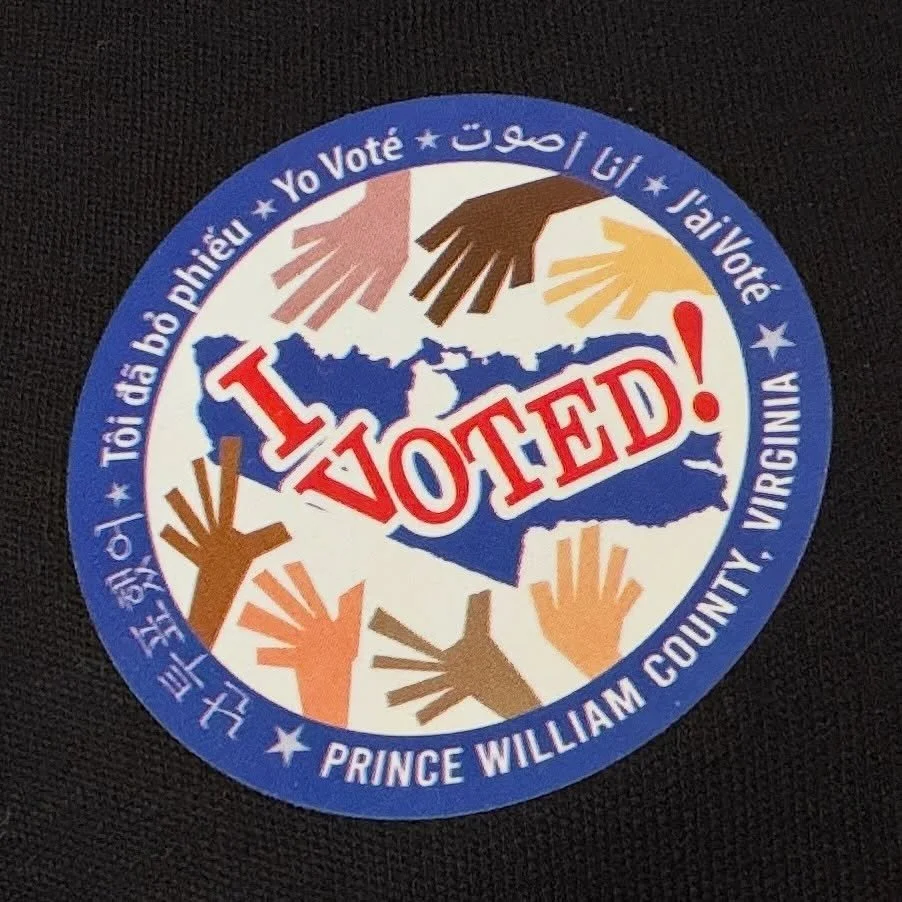 난 투표했어
Tôi đã bỏ phiếu
Yo Voté
أنا أصوت
J'ai Voté
I
VOTED!
PRINCE WILLIAM COUNTY, VIRGINIA